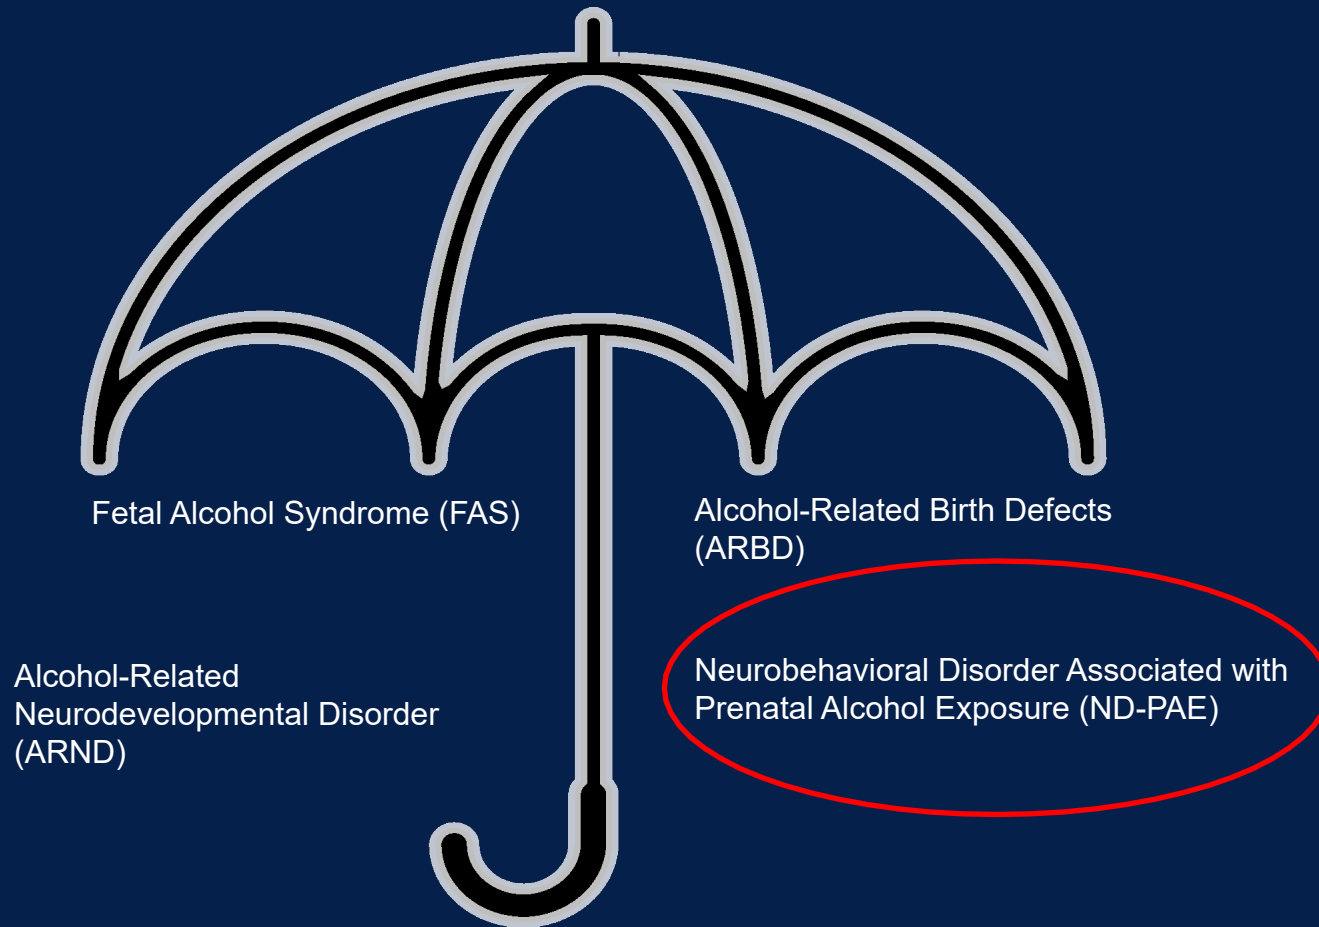 Fetal Alcohol Syndrome (FAS)
Alcohol-Related Birth Defects
(ARBD)
Alcohol-Related
Neurodevelopmental Disorder
(ARND)
Neurobehavioral Disorder Associated with
Prenatal Alcohol Exposure (ND-PAE)